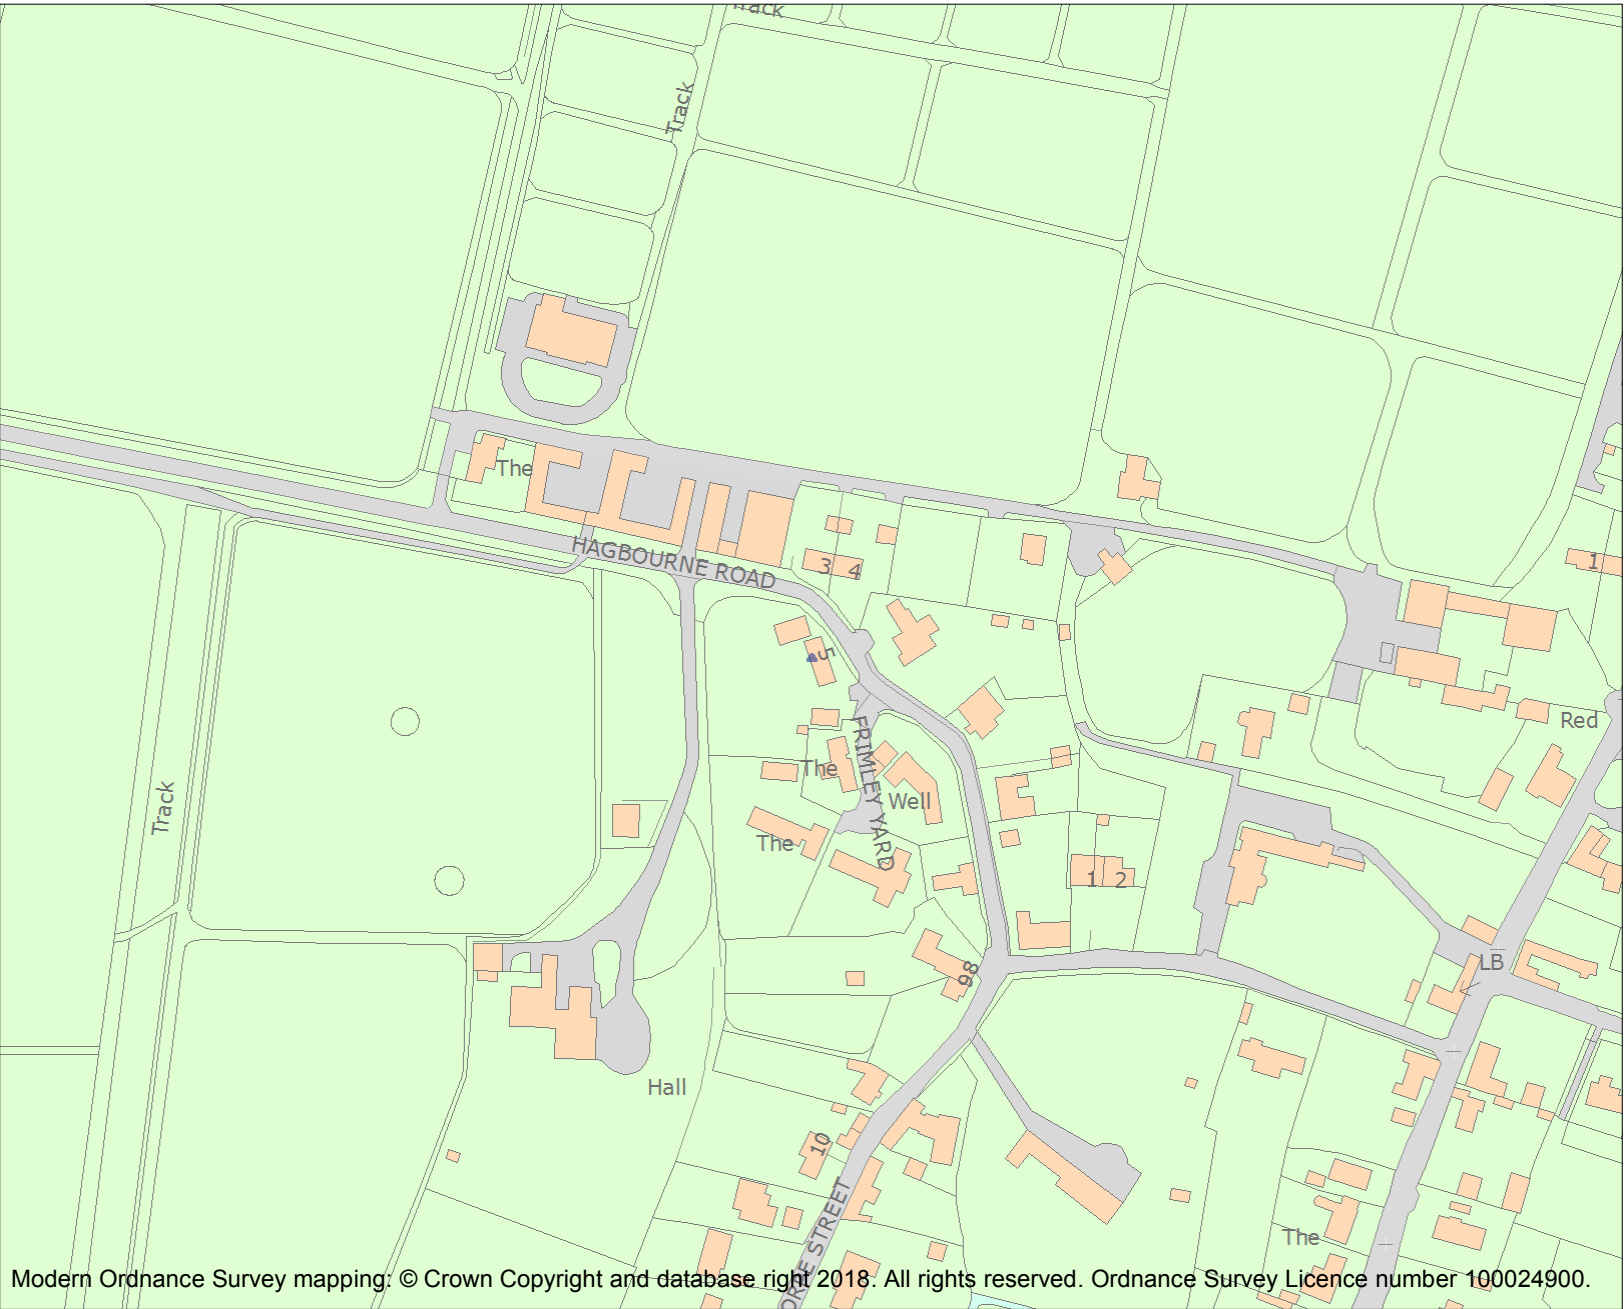 Track
Track
The
HAGBOURNE ROAD
3 4
1
5
Red
FRIMLEY YARD
The
Well
Track
The
1 2
LB
98
Hall
10
The
Modern Ordnance Survey mapping: © Crown Copyright and database right 2018. All rights reserved. Ordnance Survey Licence number 100024900.